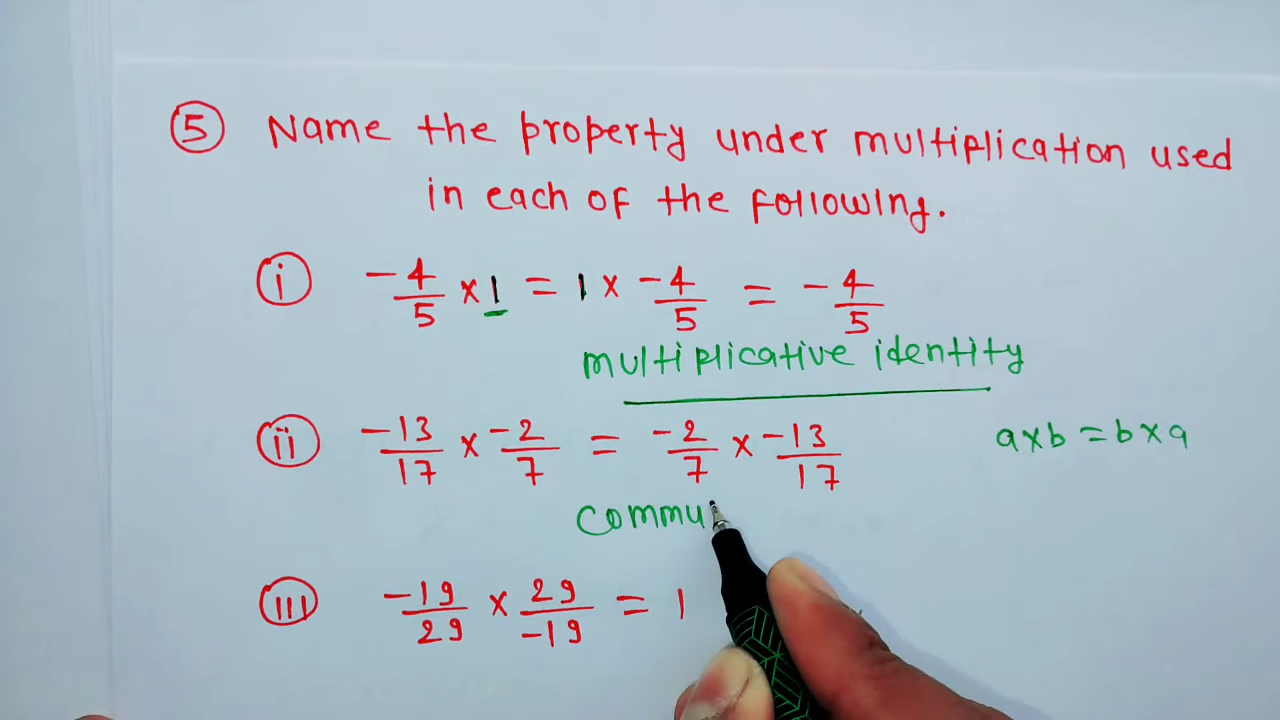 ⑤ Name the property under multiplication used
in each of the following.
ⓘ -4/5 × 1 = 1 × -4/5 = -4/5
multiplicative identity
ⅱ -13/17 × -2/7 = -2/7 × -13/17 a×b = b×a
commu
ⅲ -19/29 × 29/-19 = 1